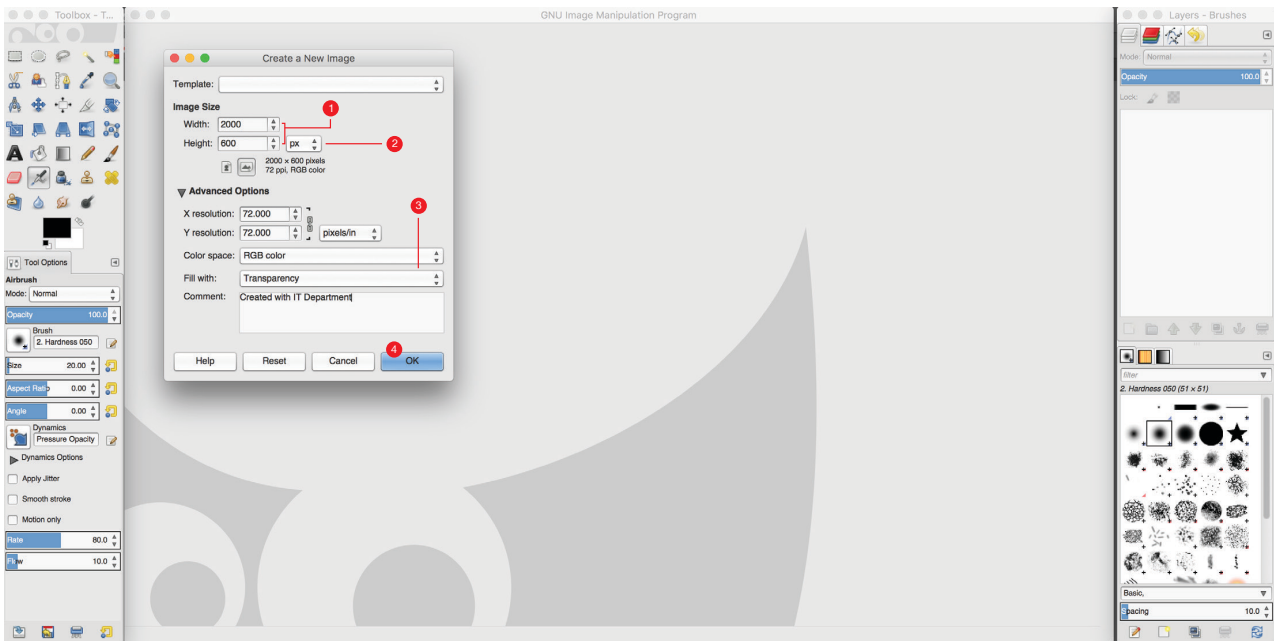 Toolbox - T...
GNU Image Manipulation Program
Layers - Brushes
Create a New Image
Template:
Image Size
1
Width: 2000
Height: 600 px
2
2000 × 600 pixels
72 ppi, RGB color
Advanced Options
3
X resolution: 72.000
Y resolution: 72.000 pixels/in
Color space: RGB color
Fill with: Transparency
Comment: Created with IT Department
4
Help Reset Cancel OK
Tool Options
Airbrush
Mode: Normal
Opacity 100.0
Brush
2. Hardness 050
Size 20.00
Aspect Ratio 0.00
Angle 0.00
Dynamics
Pressure Opacity
Dynamics Options
Apply Jitter
Smooth stroke
Motion only
Rate 80.0
Flow 10.0
Mode Normal
Opacity 100.0
Lock:
filter
2. Hardness 050 (51 × 51)
Basic,
Spacing 10.0